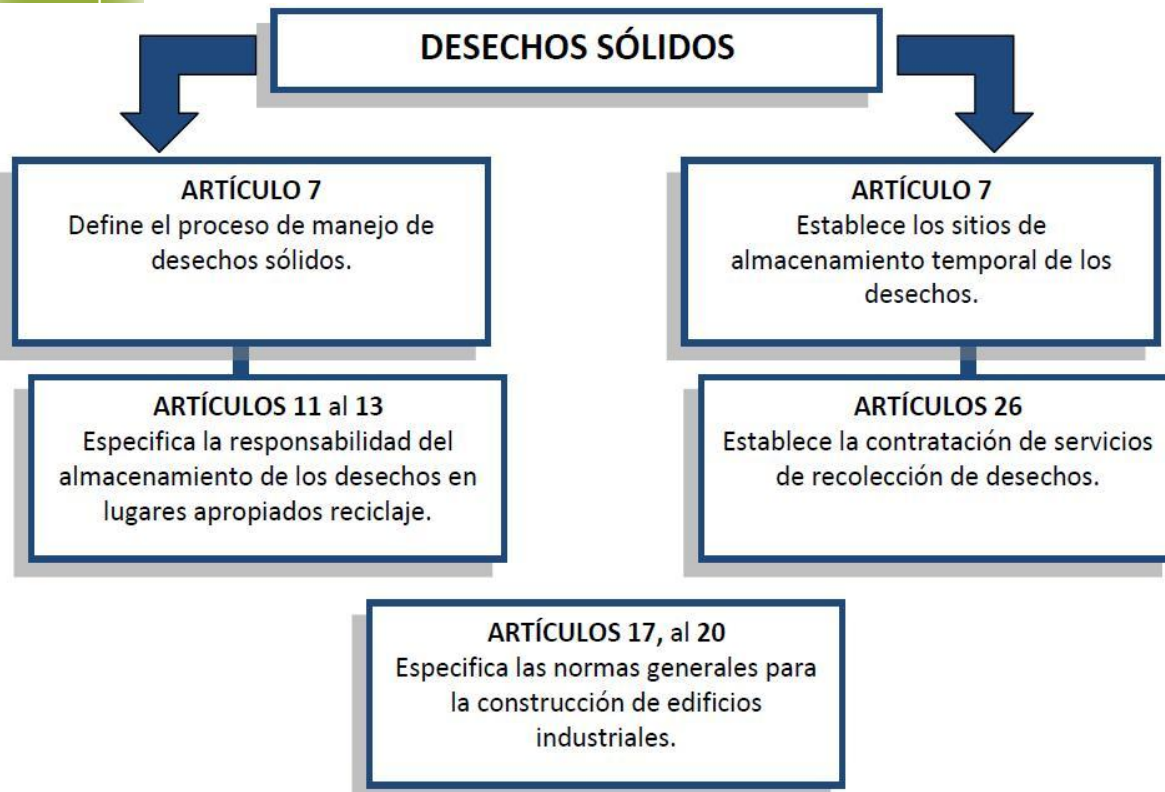 DESECHOS SÓLIDOS
ARTÍCULO 7
Define el proceso de manejo de
desechos sólidos.
ARTÍCULO 7
Establece los sitios de
almacenamiento temporal de los
desechos.
ARTÍCULOS 11 al 13
Especifica la responsabilidad del
almacenamiento de los desechos en
lugares apropiados reciclaje.
ARTÍCULOS 26
Establece la contratación de servicios
de recolección de desechos.
ARTÍCULOS 17, al 20
Especifica las normas generales para
la construcción de edificios
industriales.